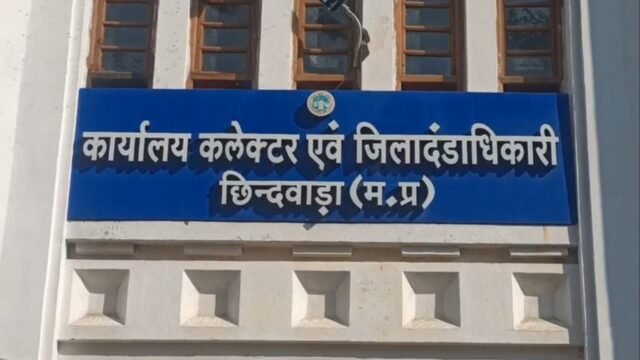 कार्यालय कलेक्टर एवं जिलादंडाधिकारी
छिन्दवाड़ा (म.प्र)